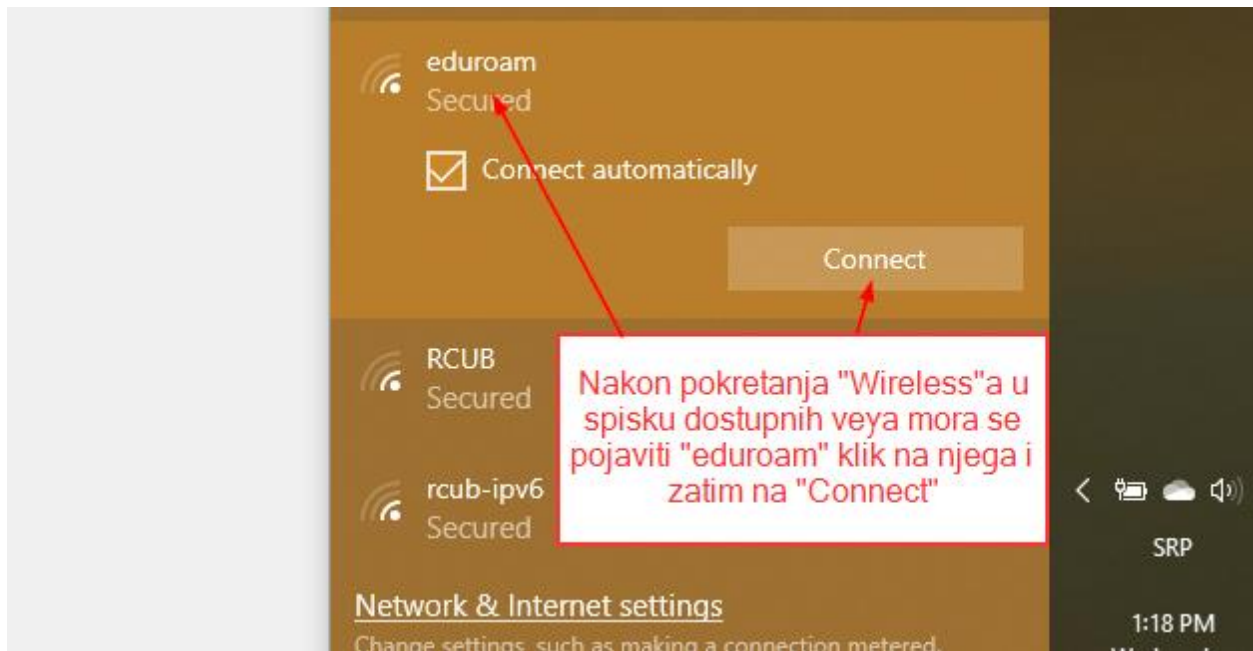 eduroam
Secured
Connect automatically
Connect
RCUB
Secured
Nakon pokretanja "Wireless"a u
spisku dostupnih veya mora se
pojaviti "eduroam" klik na njega i
zatim na "Connect"
rcub-ipv6
Secured
SRP
Network & Internet settings
Change settings, such as making a connection metered.
1:18 PM